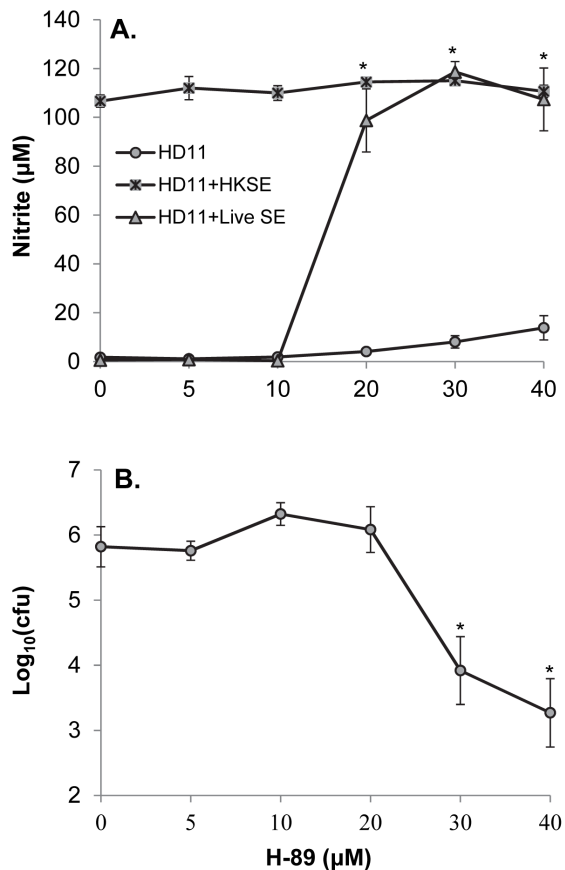 A.
140
120
100
80
60
40
20
0
Nitrite (µM)
HD11
HD11+HKSE
HD11+Live SE
* * *
0 5 10 20 30 40
B.
7
6
5
4
3
2
Log₁₀(cfu)
* *
0 5 10 20 30 40
H-89 (µM)